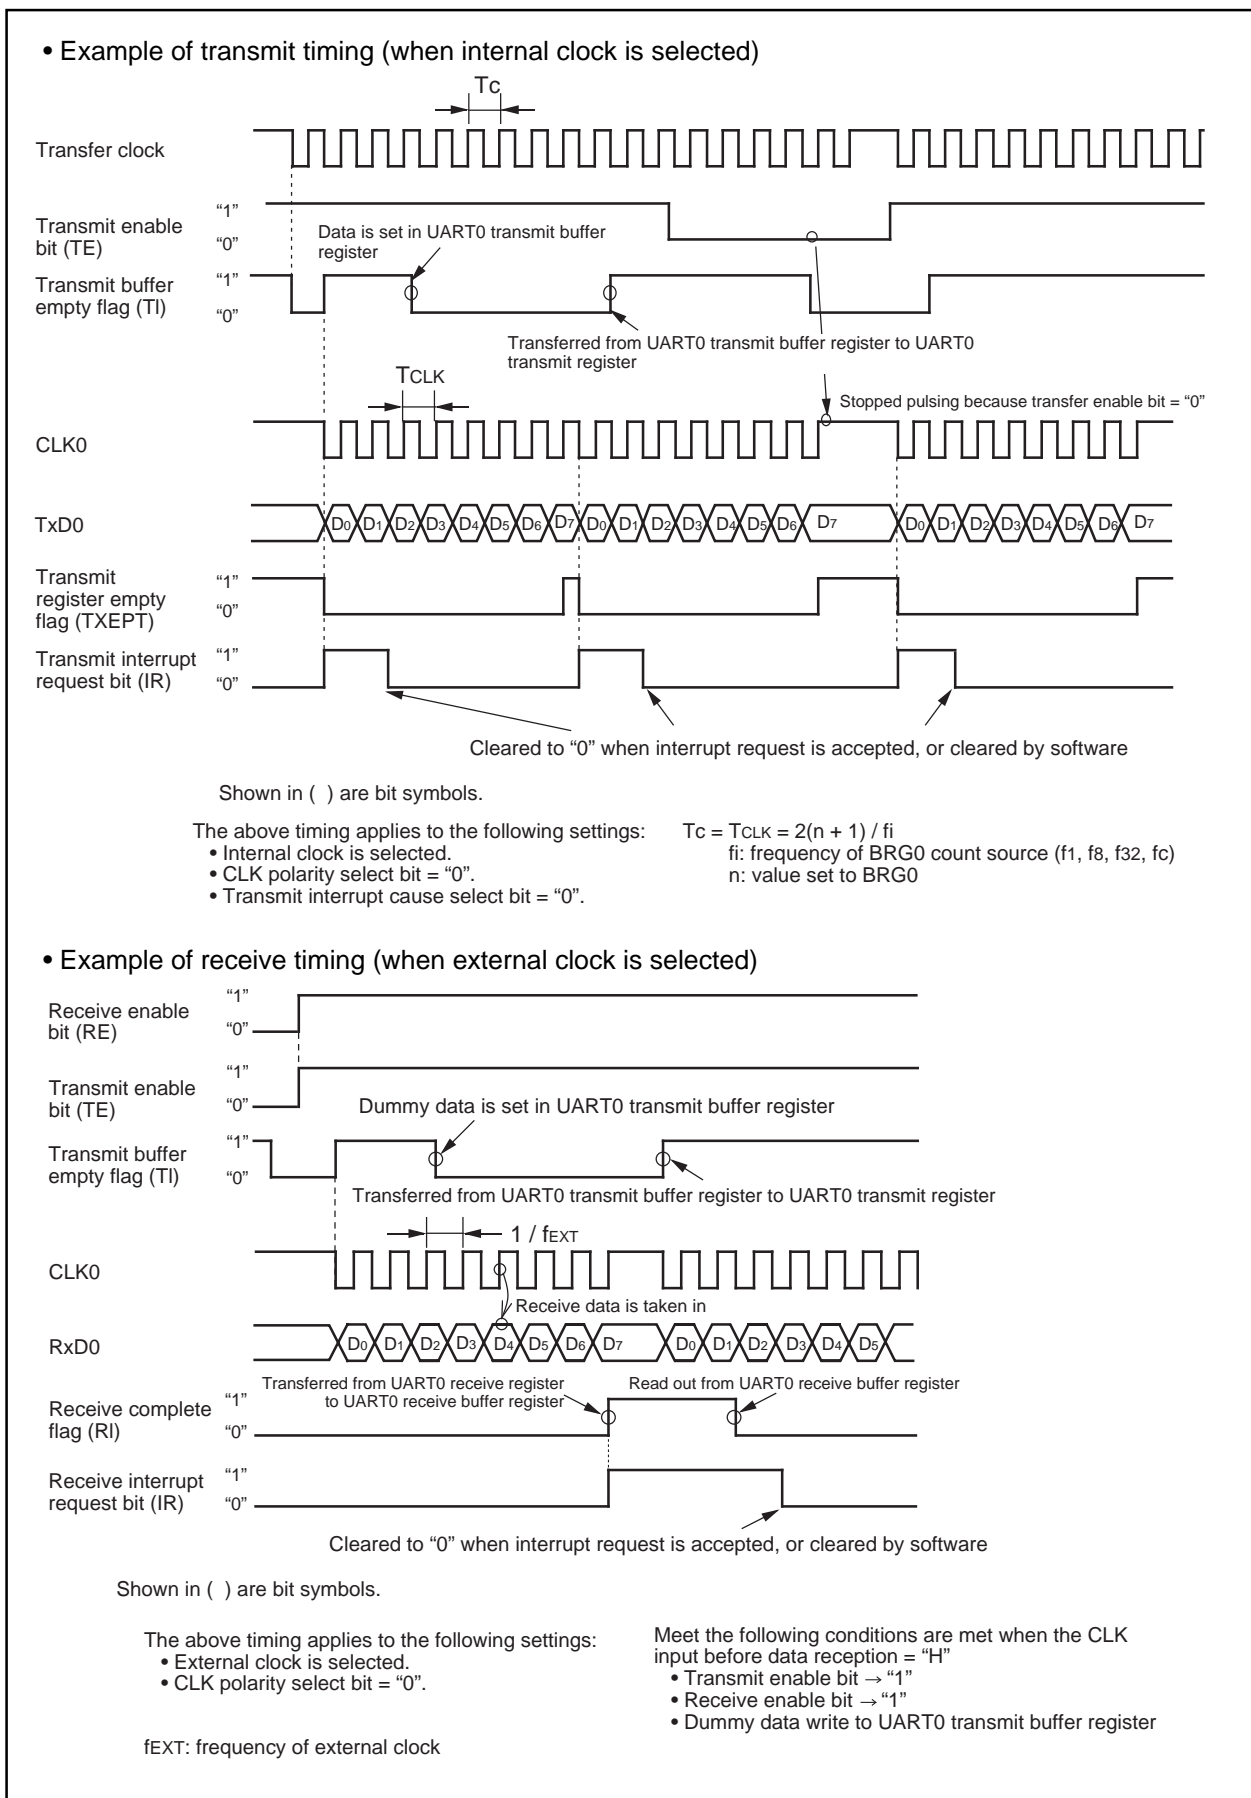 • Example of transmit timing (when internal clock is selected)
Tc
Transfer clock
Transmit enable
bit (TE)
“1”
“0”
Data is set in UART0 transmit buffer
register
Transmit buffer
empty flag (Tl)
“1”
“0”
Transferred from UART0 transmit buffer register to UART0
transmit register
TCLK
Stopped pulsing because transfer enable bit = “0”
CLK0
TxD0
D0 D1 D2 D3 D4 D5 D6 D7 D0 D1 D2 D3 D4 D5 D6 D7 D0 D1 D2 D3 D4 D5 D6 D7
Transmit
register empty
flag (TXEPT)
“1”
“0”
Transmit interrupt
request bit (IR)
“1”
“0”
Cleared to “0” when interrupt request is accepted, or cleared by software
Shown in ( ) are bit symbols.
The above timing applies to the following settings:
• Internal clock is selected.
• CLK polarity select bit = “0”.
• Transmit interrupt cause select bit = “0”.
Tc = TCLK = 2(n + 1) / fi
fi: frequency of BRG0 count source (f1, f8, f32, fc)
n: value set to BRG0
• Example of receive timing (when external clock is selected)
Receive enable
bit (RE)
“1”
“0”
Transmit enable
bit (TE)
“1”
“0”
Dummy data is set in UART0 transmit buffer register
Transmit buffer
empty flag (Tl)
“1”
“0”
Transferred from UART0 transmit buffer register to UART0 transmit register
1 / fEXT
CLK0
Receive data is taken in
RxD0
D0 D1 D2 D3 D4 D5 D6 D7 D0 D1 D2 D3 D4 D5
Transferred from UART0 receive register
to UART0 receive buffer register
Read out from UART0 receive buffer register
Receive complete
flag (Rl)
“1”
“0”
Receive interrupt
request bit (IR)
“1”
“0”
Cleared to “0” when interrupt request is accepted, or cleared by software
Shown in ( ) are bit symbols.
The above timing applies to the following settings:
• External clock is selected.
• CLK polarity select bit = “0”.
fEXT: frequency of external clock
Meet the following conditions are met when the CLK
input before data reception = “H”
• Transmit enable bit → “1”
• Receive enable bit → “1”
• Dummy data write to UART0 transmit buffer register